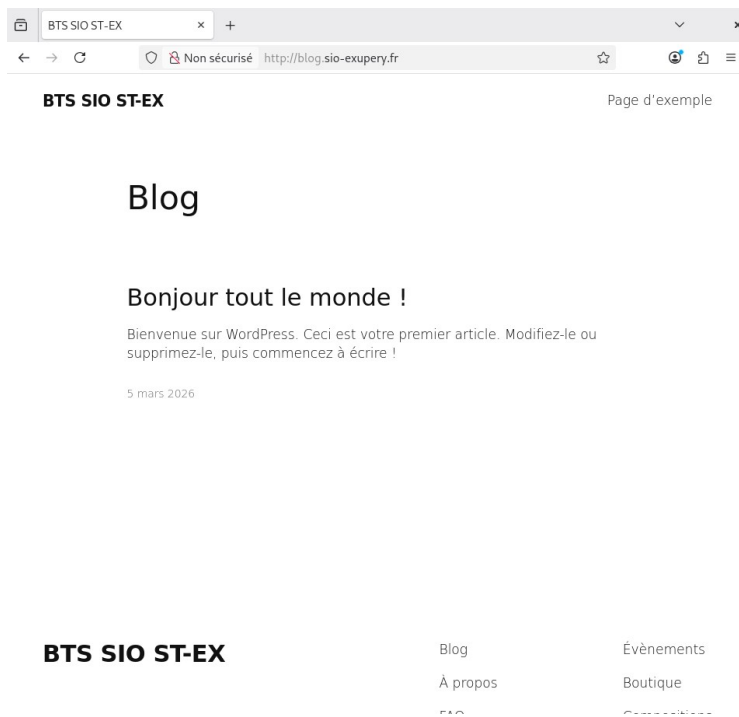 BTS SIO ST-EX
Non sécurisé http://blog.sio-exupery.fr
BTS SIO ST-EX Page d'exemple
Blog
Bonjour tout le monde !
Bienvenue sur WordPress. Ceci est votre premier article. Modifiez-le ou
supprimez-le, puis commencez à écrire !
5 mars 2026
BTS SIO ST-EX
Blog Évènements
À propos Boutique